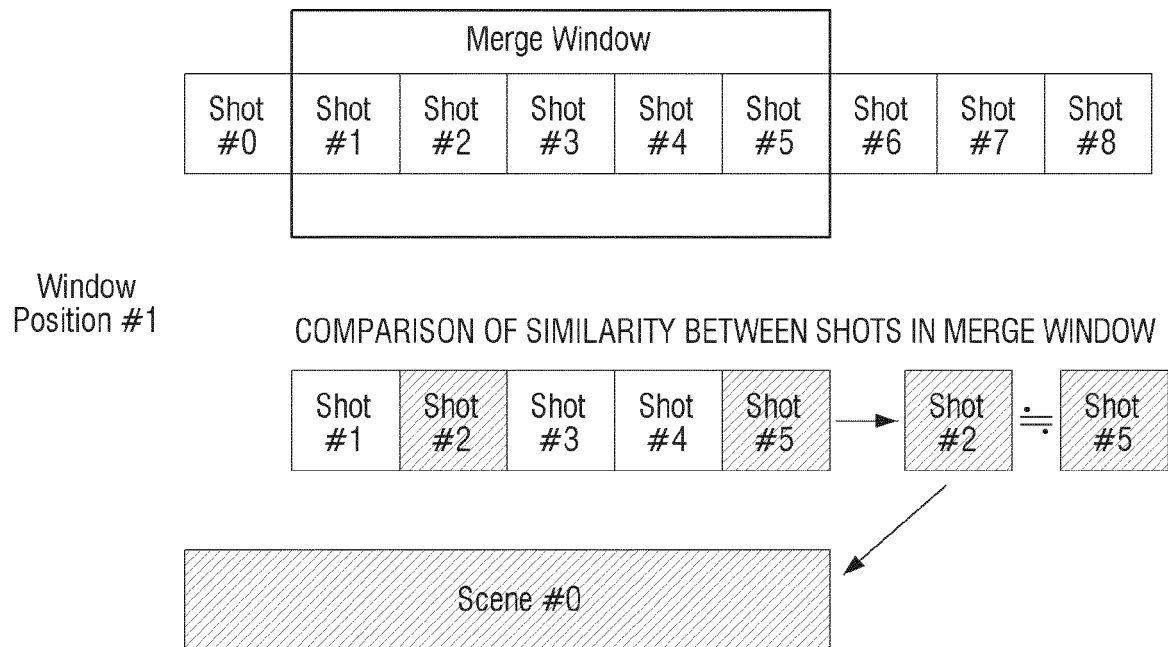 Merge Window
Shot #0 Shot #1 Shot #2 Shot #3 Shot #4 Shot #5 Shot #6 Shot #7 Shot #8
Window
Position #1
COMPARISON OF SIMILARITY BETWEEN SHOTS IN MERGE WINDOW
Shot #1 Shot #2 Shot #3 Shot #4 Shot #5 Shot #2 ≒ Shot #5
Scene #0